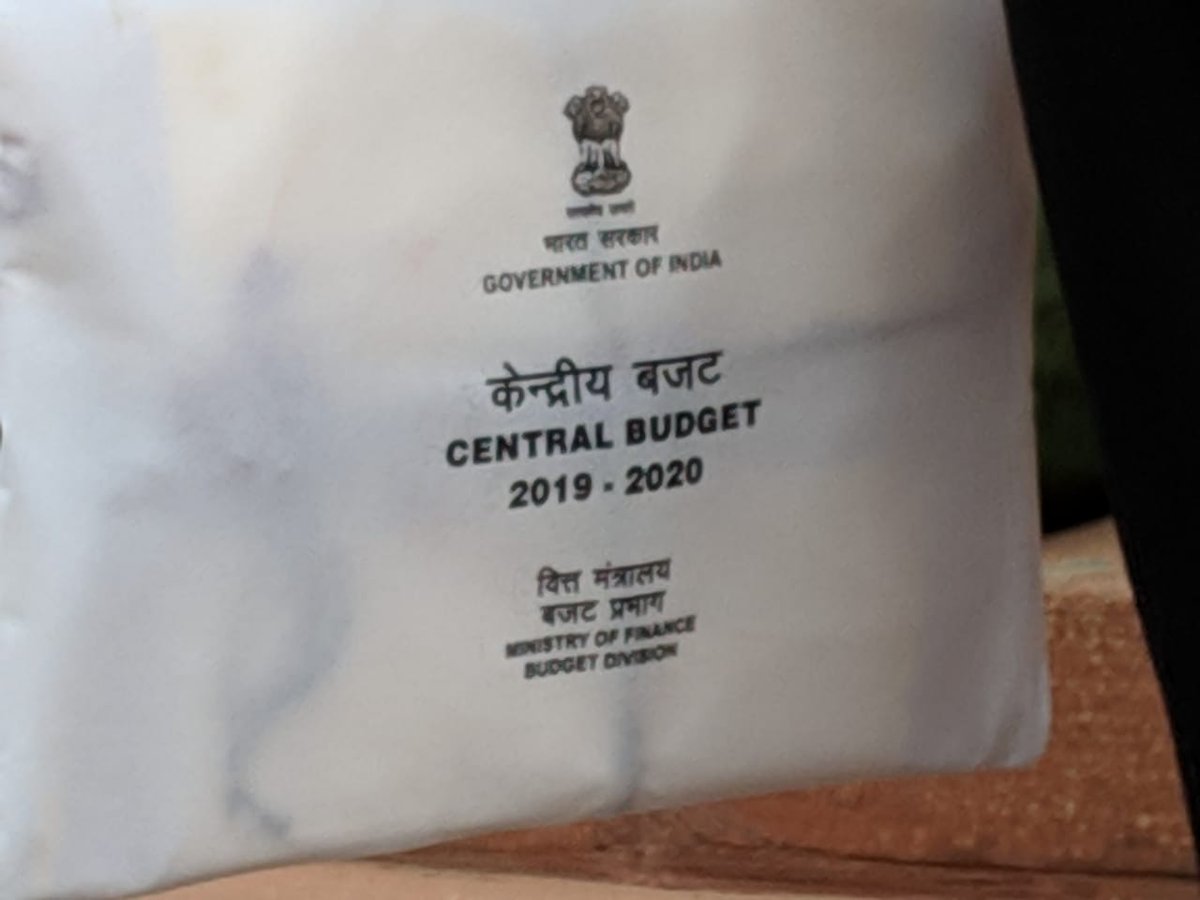 भारत सरकार
GOVERNMENT OF INDIA
केन्द्रीय बजट
CENTRAL BUDGET
2019 - 2020
वित्त मंत्रालय
बजट प्रभाग
MINISTRY OF FINANCE
BUDGET DIVISION